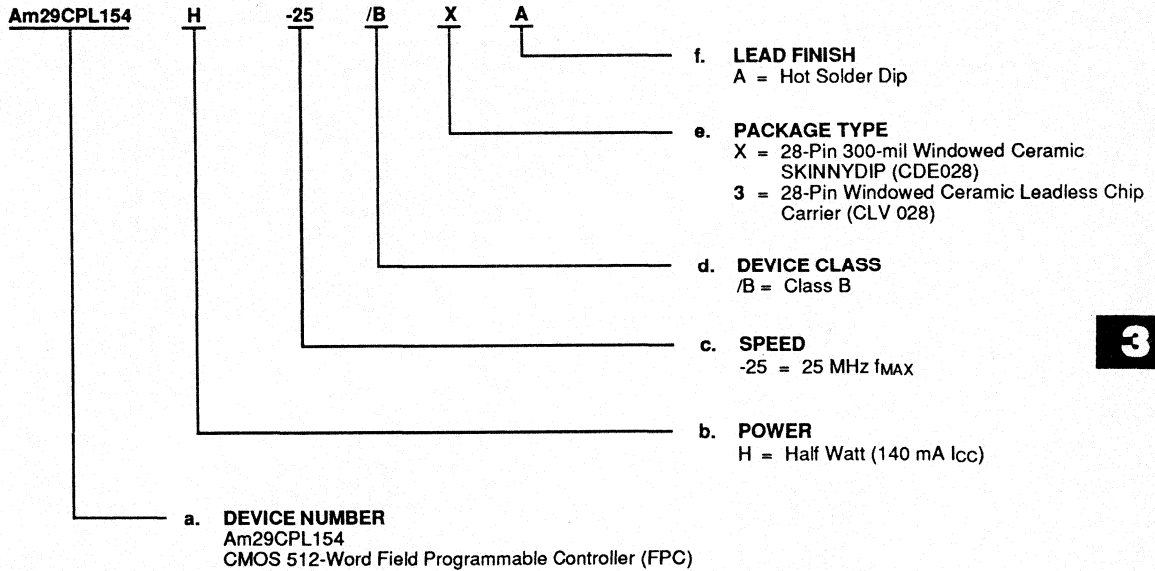 Am29CPL154 H -25 /B X A
f. LEAD FINISH
A = Hot Solder Dip
e. PACKAGE TYPE
X = 28-Pin 300-mil Windowed Ceramic
SKINNYDIP (CDE028)
3 = 28-Pin Windowed Ceramic Leadless Chip
Carrier (CLV 028)
d. DEVICE CLASS
/B = Class B
3
c. SPEED
-25 = 25 MHz fMAX
b. POWER
H = Half Watt (140 mA ICC)
a. DEVICE NUMBER
Am29CPL154
CMOS 512-Word Field Programmable Controller (FPC)